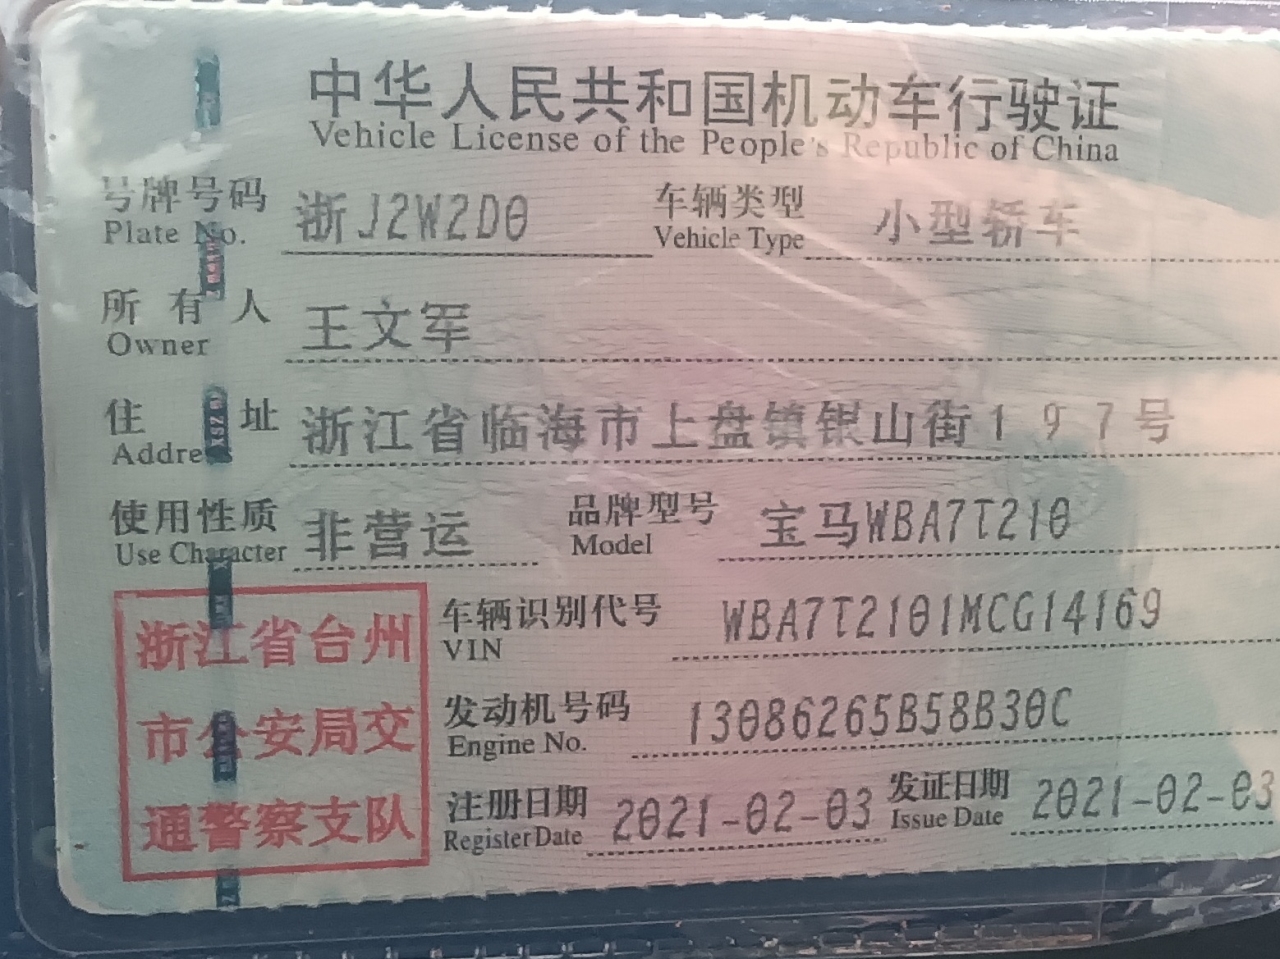 中华人民共和国机动车行驶证
Vehicle License of the People's Republic of China
号牌号码 浙J2W2D0 车辆类型 小型轿车
Plate No. Vehicle Type
所有人 王文军
Owner
住址 浙江省临海市上盘镇银山街197号
Address
使用性质 非营运 品牌型号 宝马WBA7T210
Use Character Model
浙江省台州
市公安局交
通警察支队
车辆识别代号 WBA7T2101MCG14169
VIN
发动机号码 13086265B58B30C
Engine No.
注册日期 2021-02-03 发证日期 2021-02-03
Register Date Issue Date